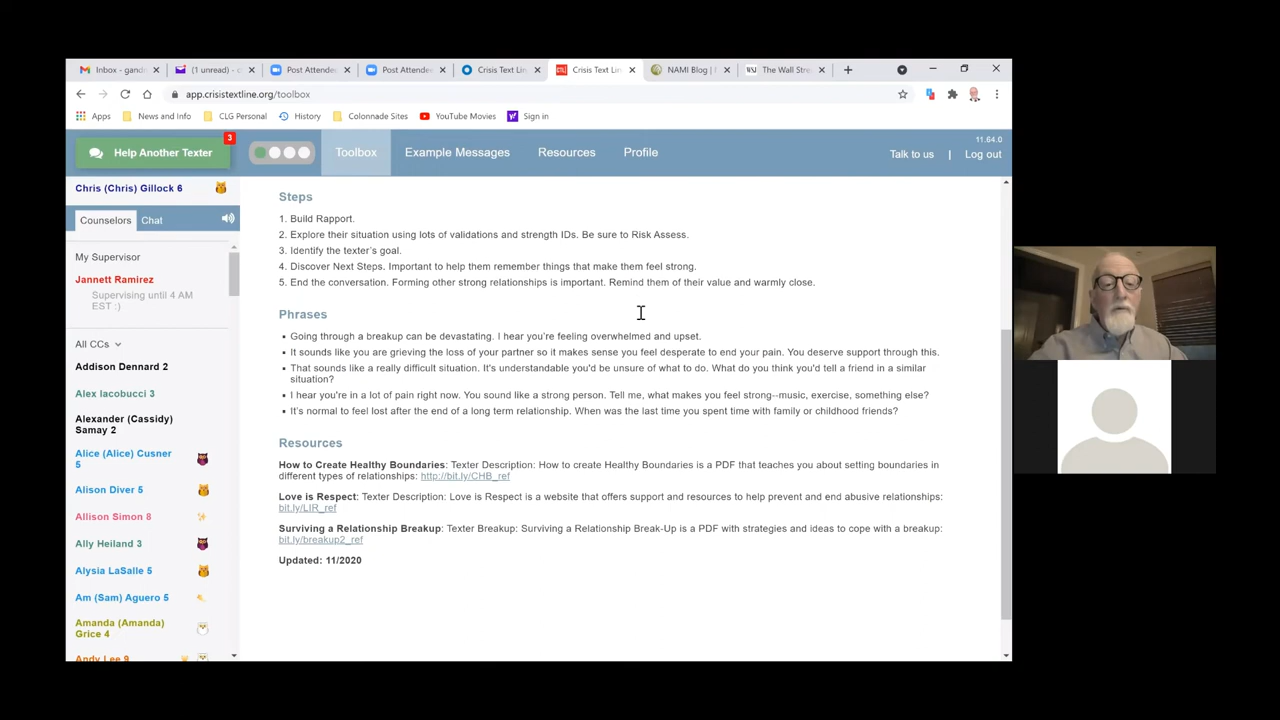 Inbox - gand
(1 unread) - c
Post Attende
Post Attende
Crisis Text Lin
Crisis Text Lin
NAMI Blog |
The Wall Stre
app.crisistextline.org/toolbox
Apps
News and Info
CLG Personal
History
Colonnade Sites
YouTube Movies
Sign in
Help Another Texter
3
Toolbox
Example Messages
Resources
Profile
11.64.0
Talk to us | Log out
Chris (Chris) Gillock 6
Counselors
Chat
My Supervisor
Jannett Ramirez
Supervising until 4 AM
EST :)
All CCs
Addison Dennard 2
Alex Iacobucci 3
Alexander (Cassidy)
Samay 2
Alice (Alice) Cusner
5
Alison Diver 5
Allison Simon 8
Ally Heiland 3
Alysia LaSalle 5
Am (Sam) Aguero 5
Amanda (Amanda)
Grice 4
Andy Lee 9
Steps
1. Build Rapport.
2. Explore their situation using lots of validations and strength IDs. Be sure to Risk Assess.
3. Identify the texter's goal.
4. Discover Next Steps. Important to help them remember things that make them feel strong.
5. End the conversation. Forming other strong relationships is important. Remind them of their value and warmly close.
Phrases
▪ Going through a breakup can be devastating. I hear you're feeling overwhelmed and upset.
▪ It sounds like you are grieving the loss of your partner so it makes sense you feel desperate to end your pain. You deserve support through this.
▪ That sounds like a really difficult situation. It's understandable you'd be unsure of what to do. What do you think you'd tell a friend in a similar
situation?
▪ I hear you're in a lot of pain right now. You sound like a strong person. Tell me, what makes you feel strong--music, exercise, something else?
▪ It's normal to feel lost after the end of a long term relationship. When was the last time you spent time with family or childhood friends?
Resources
How to Create Healthy Boundaries: Texter Description: How to create Healthy Boundaries is a PDF that teaches you about setting boundaries in
different types of relationships: http://bit.ly/CHB_ref
Love is Respect: Texter Description: Love is Respect is a website that offers support and resources to help prevent and end abusive relationships:
bit.ly/LIR_ref
Surviving a Relationship Breakup: Texter Breakup: Surviving a Relationship Break-Up is a PDF with strategies and ideas to cope with a breakup:
bit.ly/breakup2_ref
Updated: 11/2020